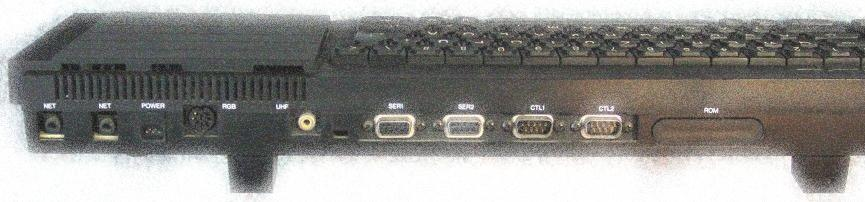 NET NET POWER RGB UHF SER1 SER2 CTL1 CTL2 ROM